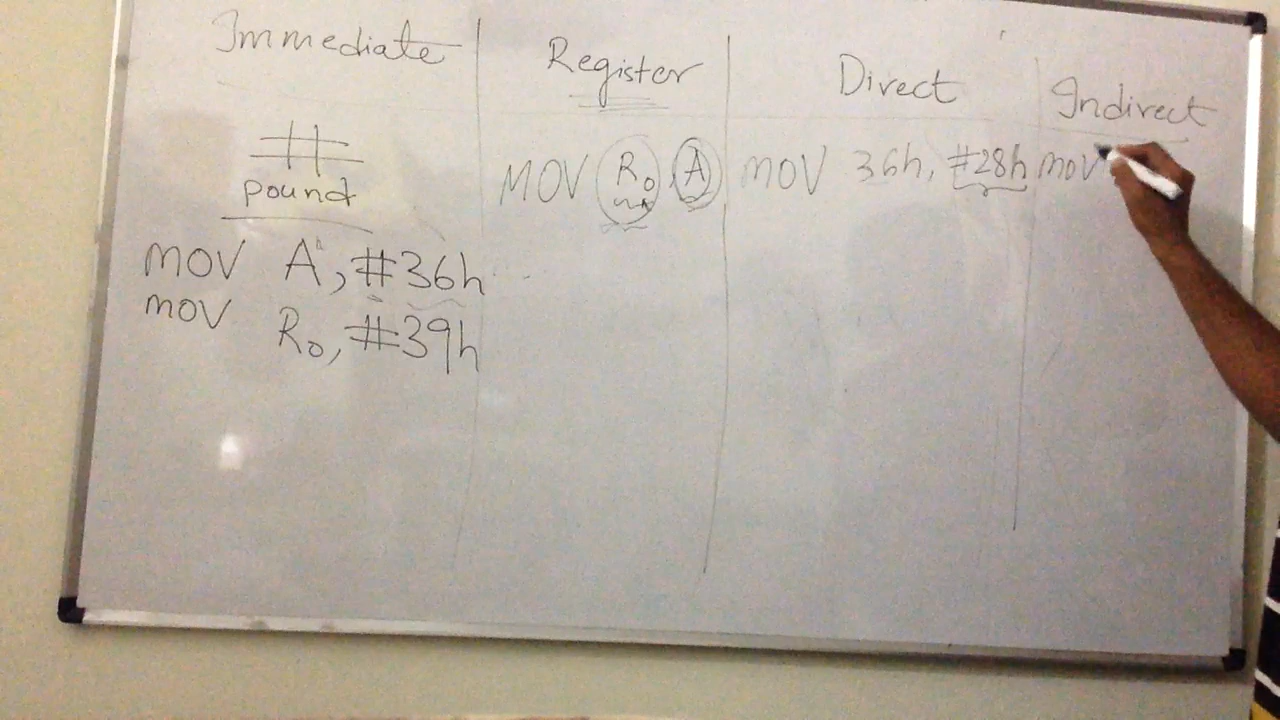 Immediate
Register
Direct
Indirect
#
pound
MOV R0, A
MOV 36h, #28h
mov
MOV A, #36h
mov R0, #39h